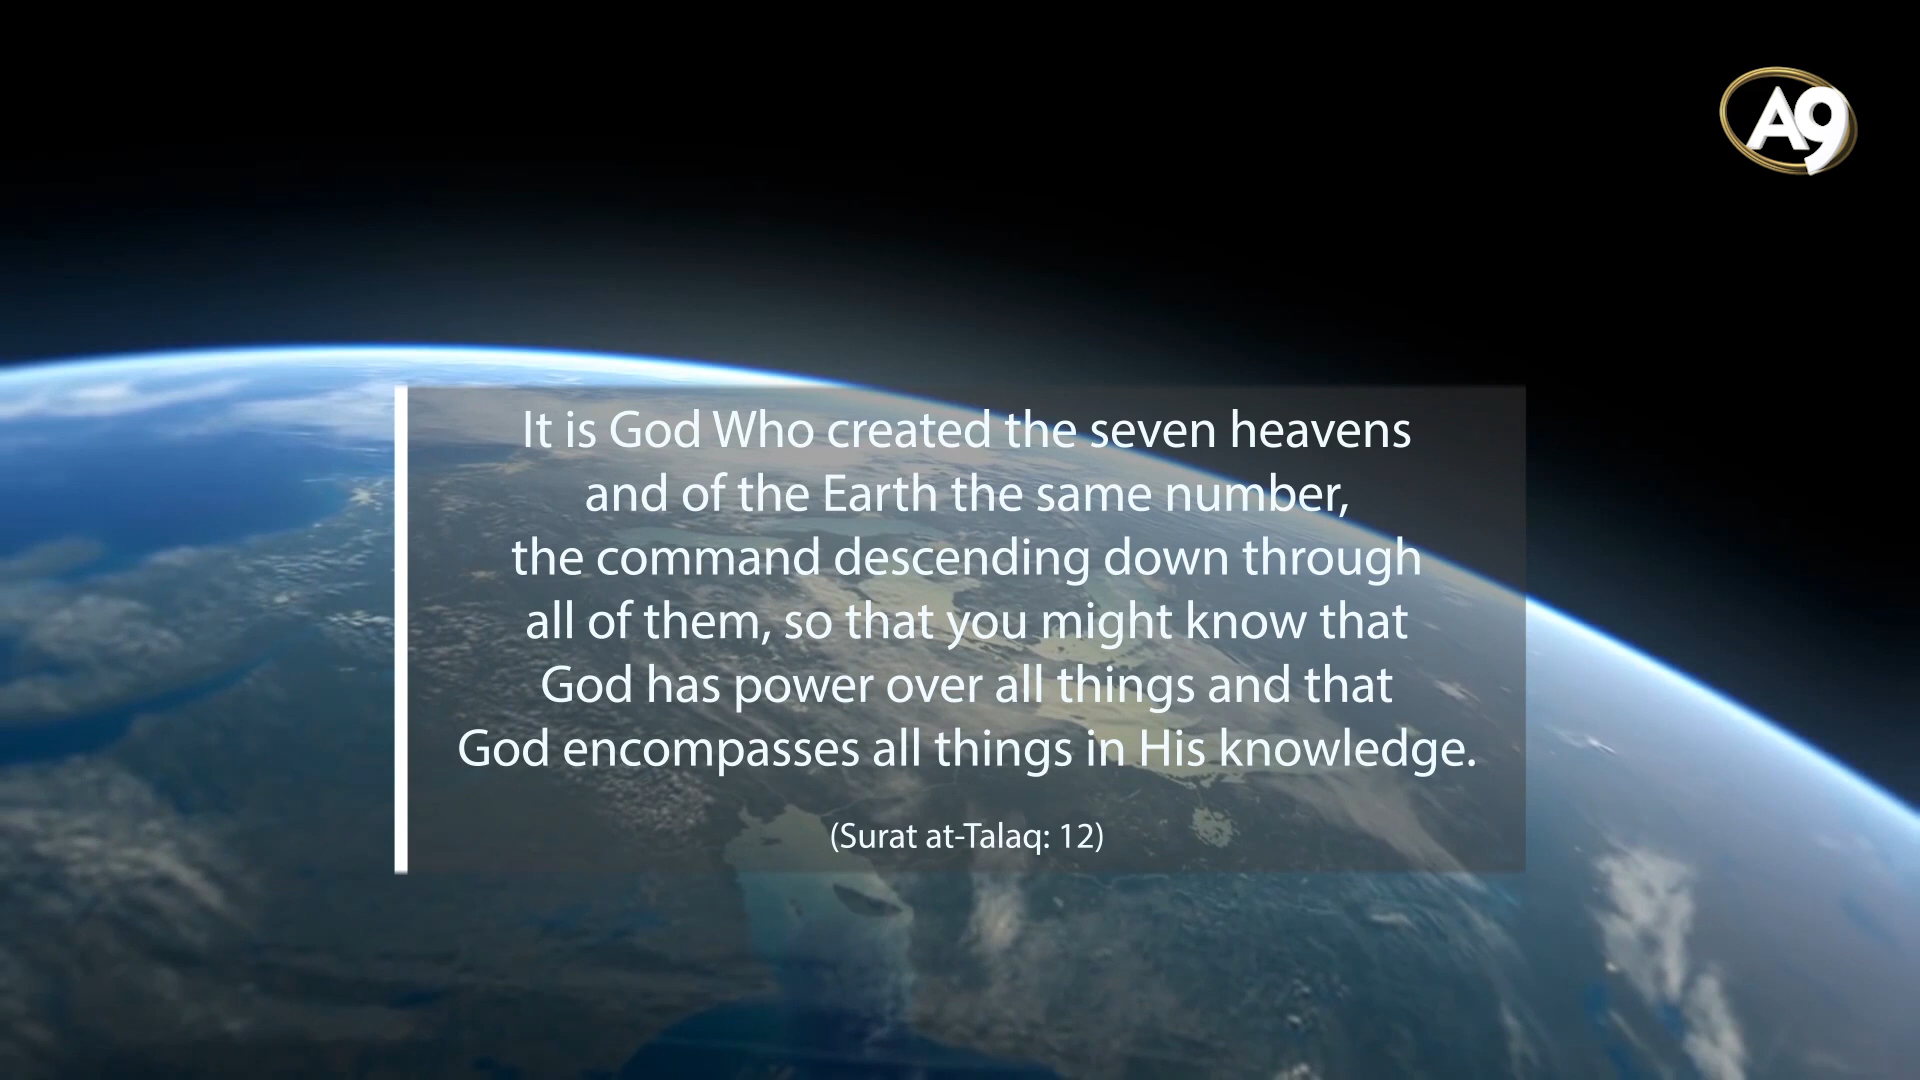 A9
It is God Who created the seven heavens
and of the Earth the same number,
the command descending down through
all of them, so that you might know that
God has power over all things and that
God encompasses all things in His knowledge.
(Surat at-Talaq: 12)